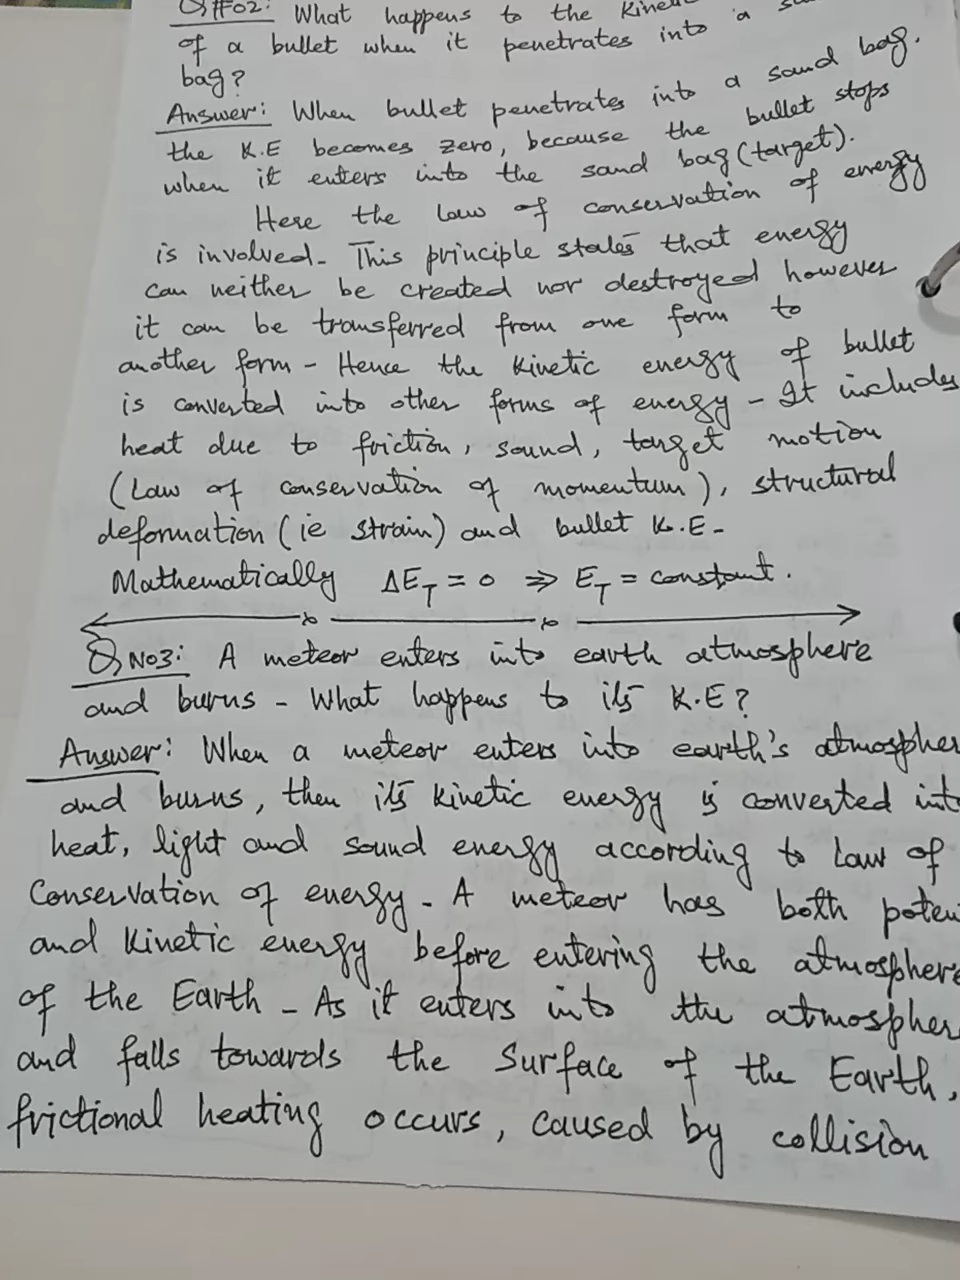 Q#02: What happens to the Kinetic
of a bullet when it penetrates into a
bag?
Answer: When bullet penetrates into a sand bag.
the K.E becomes zero, because the bullet stops
when it enters into the sand bag (target).
Here the law of conservation of energy
is involved - This principle states that energy
can neither be created nor destroyed however
it can be transferred from one form to
another form - Hence the Kinetic energy of bullet
is converted into other forms of energy - It includes
heat due to friction, sound, target motion
(Law of conservation of momentum), structural
deformation (ie strain) and bullet K.E -
Mathematically ΔE_T = 0 ⇒ E_T = constant.
Q No3: A meteor enters into earth atmosphere
and burns - What happens to its K.E?
Answer: When a meteor enters into earth's atmospher
and burns, then its Kinetic energy is converted into
heat, light and sound energy according to Law of
Conservation of energy - A meteor has both poten
and Kinetic energy before entering the atmosphere
of the Earth - As it enters into the atmospher
and falls towards the Surface of the Earth,
frictional heating occurs, caused by collision